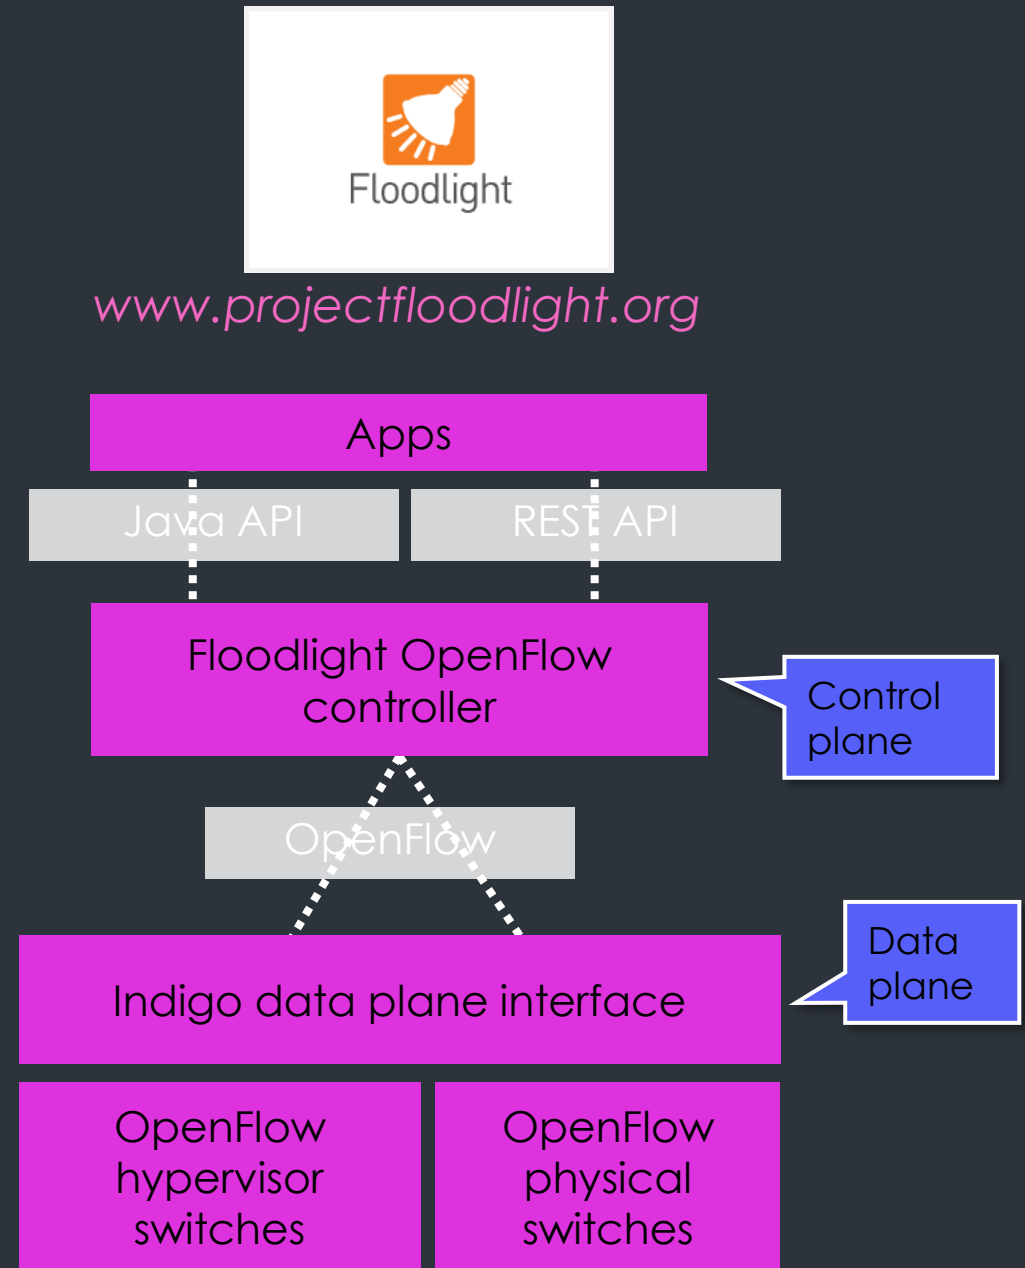 Floodlight
www.projectfloodlight.org
Apps
Java API
REST API
Floodlight OpenFlow
controller
Control
plane
OpenFlow
Data
plane
Indigo data plane interface
OpenFlow
hypervisor
switches
OpenFlow
physical
switches